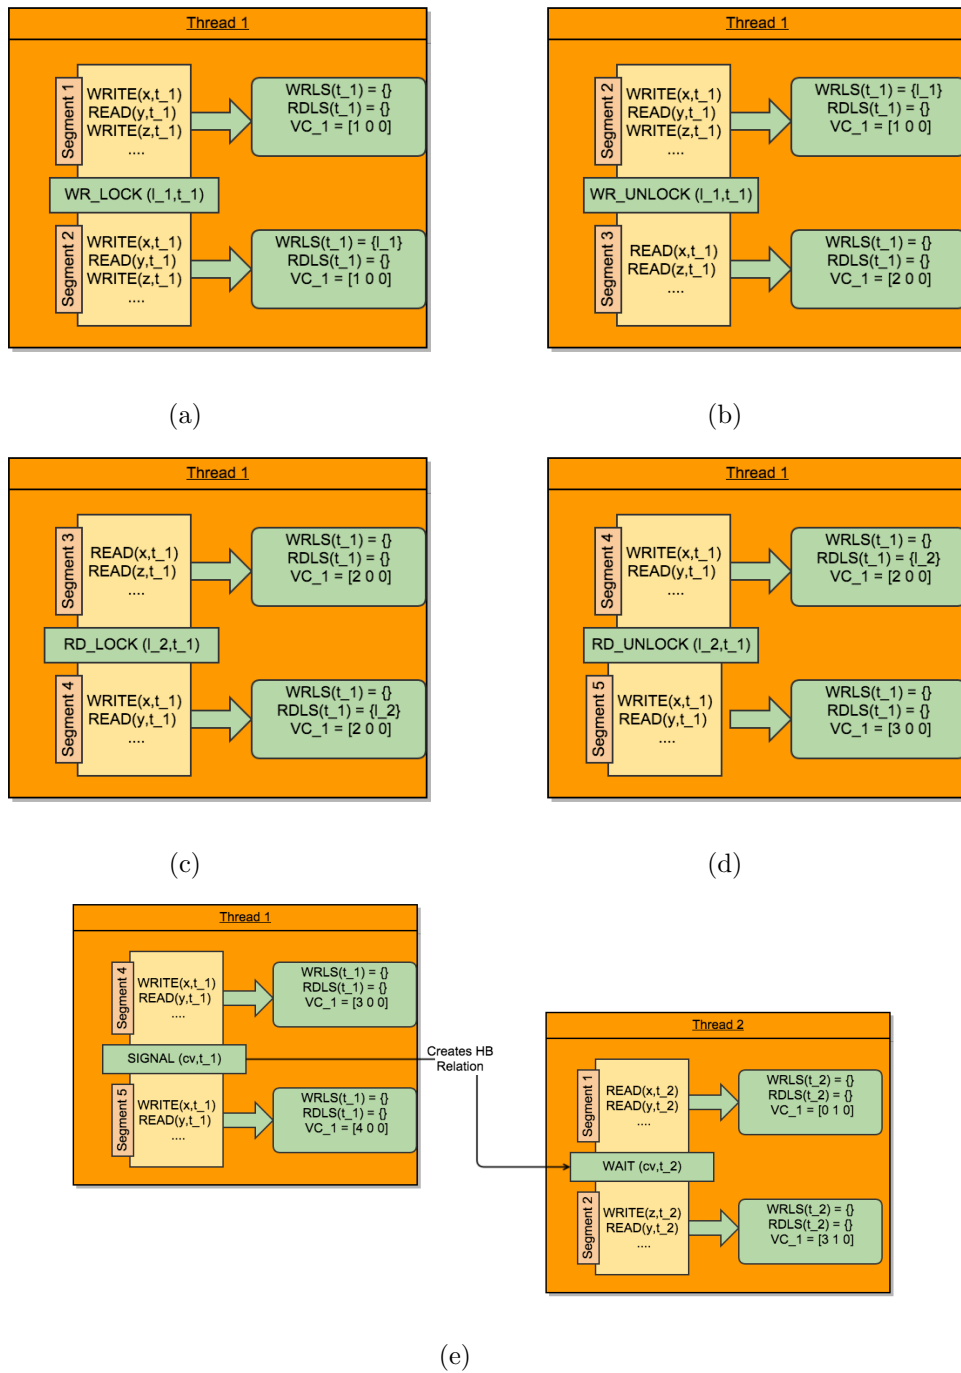 Thread 1
Segment 1
WRITE(x,t_1)
READ(y,t_1)
WRITE(z,t_1)
....
WRLS(t_1) = {}
RDLS(t_1) = {}
VC_1 = [1 0 0]
WR_LOCK (l_1,t_1)
Segment 2
WRITE(x,t_1)
READ(y,t_1)
WRITE(z,t_1)
....
WRLS(t_1) = {l_1}
RDLS(t_1) = {}
VC_1 = [1 0 0]
(a)
Thread 1
Segment 2
WRITE(x,t_1)
READ(y,t_1)
WRITE(z,t_1)
....
WRLS(t_1) = {l_1}
RDLS(t_1) = {}
VC_1 = [1 0 0]
WR_UNLOCK (l_1,t_1)
Segment 3
READ(x,t_1)
READ(z,t_1)
....
WRLS(t_1) = {}
RDLS(t_1) = {}
VC_1 = [2 0 0]
(b)
Thread 1
Segment 3
READ(x,t_1)
READ(z,t_1)
....
WRLS(t_1) = {}
RDLS(t_1) = {}
VC_1 = [2 0 0]
RD_LOCK (l_2,t_1)
Segment 4
WRITE(x,t_1)
READ(y,t_1)
....
WRLS(t_1) = {}
RDLS(t_1) = {l_2}
VC_1 = [2 0 0]
(c)
Thread 1
Segment 4
WRITE(x,t_1)
READ(y,t_1)
....
WRLS(t_1) = {}
RDLS(t_1) = {l_2}
VC_1 = [2 0 0]
RD_UNLOCK (l_2,t_1)
Segment 5
WRITE(x,t_1)
READ(y,t_1)
....
WRLS(t_1) = {}
RDLS(t_1) = {}
VC_1 = [3 0 0]
(d)
Thread 1
Segment 4
WRITE(x,t_1)
READ(y,t_1)
....
WRLS(t_1) = {}
RDLS(t_1) = {}
VC_1 = [3 0 0]
SIGNAL (cv,t_1)
Segment 5
WRITE(x,t_1)
READ(y,t_1)
....
WRLS(t_1) = {}
RDLS(t_1) = {}
VC_1 = [4 0 0]
Creates HB
Relation
Thread 2
Segment 1
READ(x,t_2)
READ(y,t_2)
....
WRLS(t_2) = {}
RDLS(t_2) = {}
VC_1 = [0 1 0]
WAIT (cv,t_2)
Segment 2
WRITE(z,t_2)
READ(y,t_2)
....
WRLS(t_2) = {}
RDLS(t_2) = {}
VC_1 = [3 1 0]
(e)